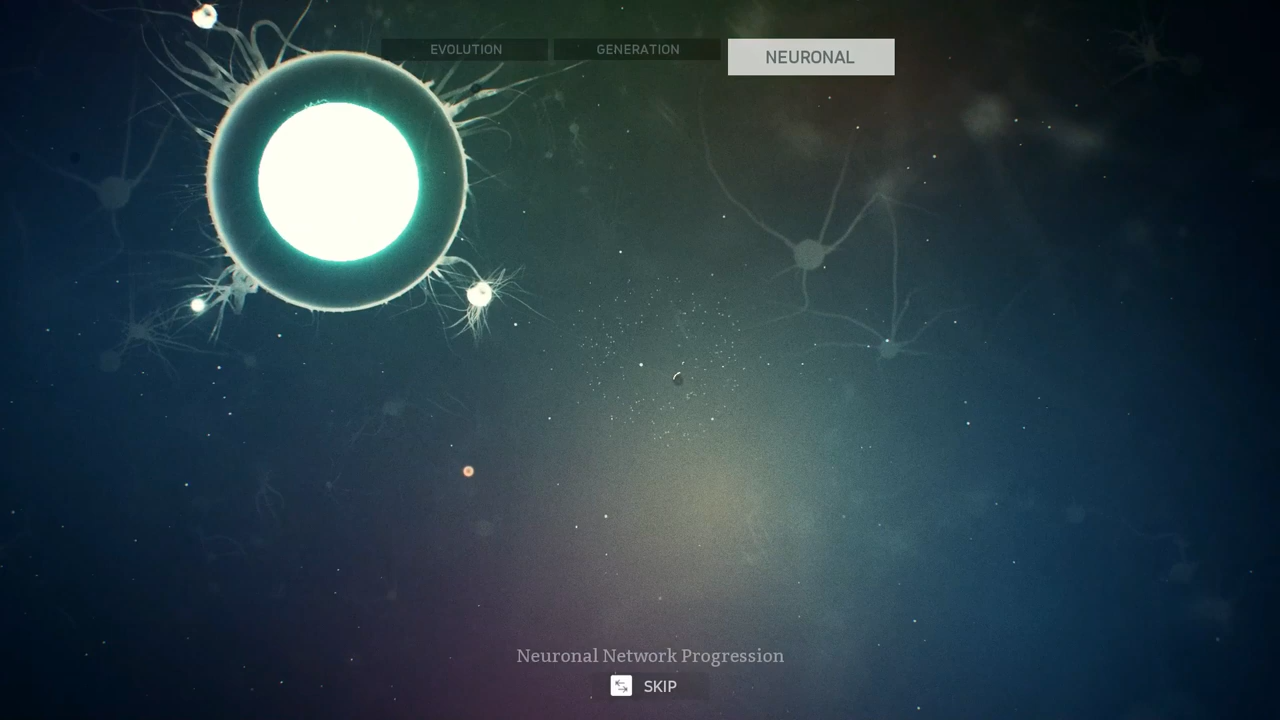 EVOLUTION
GENERATION
NEURONAL
Neuronal Network Progression
SKIP